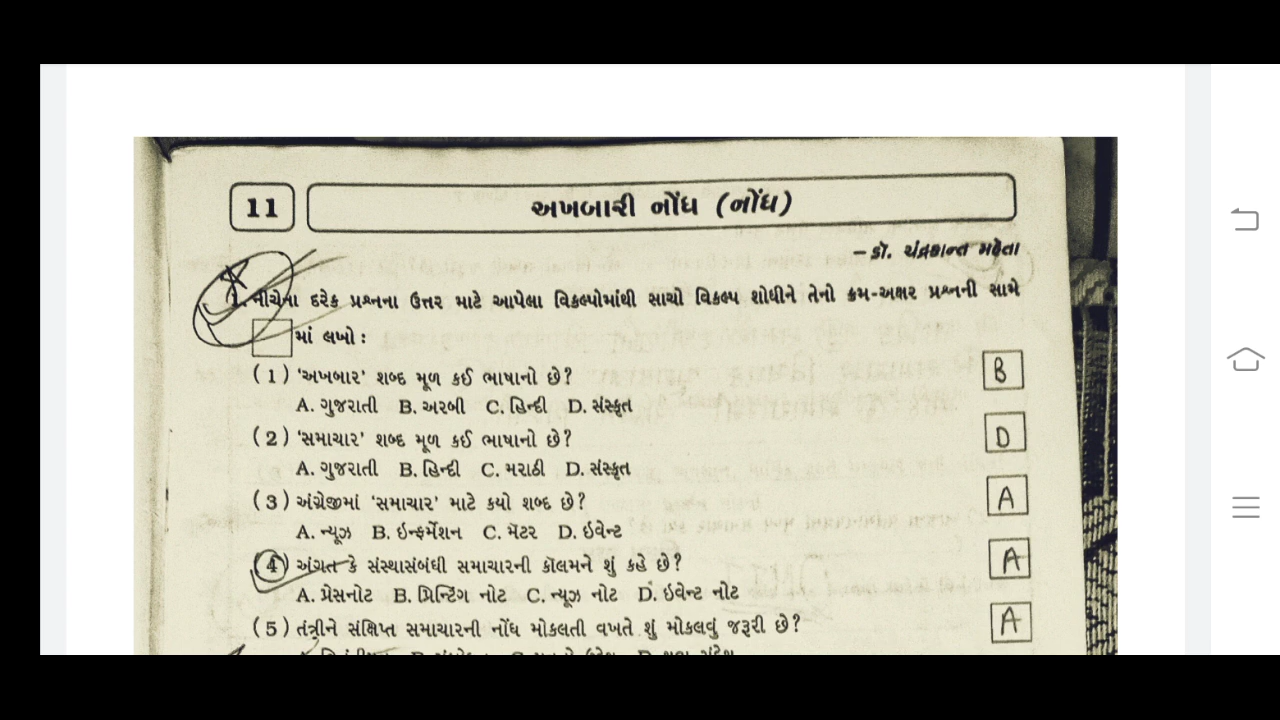 11
અખબારી નોંધ (નોંધ)
– ડૉ. ચંદ્રકાન્ત મહેતા
1. નીચેના દરેક પ્રશ્નના ઉત્તર માટે આપેલા વિકલ્પોમાંથી સાચો વિકલ્પ શોધીને તેનો ક્રમ-અક્ષર પ્રશ્નની સામે
માં લખો :
(1) ‘અખબાર’ શબ્દ મૂળ કઈ ભાષાનો છે? B
A. ગુજરાતી B. અરબી C. હિન્દી D. સંસ્કૃત
(2) ‘સમાચાર’ શબ્દ મૂળ કઈ ભાષાનો છે? D
A. ગુજરાતી B. હિન્દી C. મરાઠી D. સંસ્કૃત
(3) અંગ્રેજીમાં ‘સમાચાર’ માટે કયો શબ્દ છે? A
A. ન્યૂઝ B. ઇન્ફર્મેશન C. મૅટર D. ઇવેન્ટ
(4) અંગત કે સંસ્થાસંબંધી સમાચારની કૉલમને શું કહે છે? A
A. પ્રેસનોટ B. પ્રિન્ટિંગ નોટ C. ન્યૂઝ નોટ D. ઇવેન્ટ નોટ
(5) તંત્રીને સંક્ષિપ્ત સમાચારની નોંધ મોકલતી વખતે શું મોકલવું જરૂરી છે? A